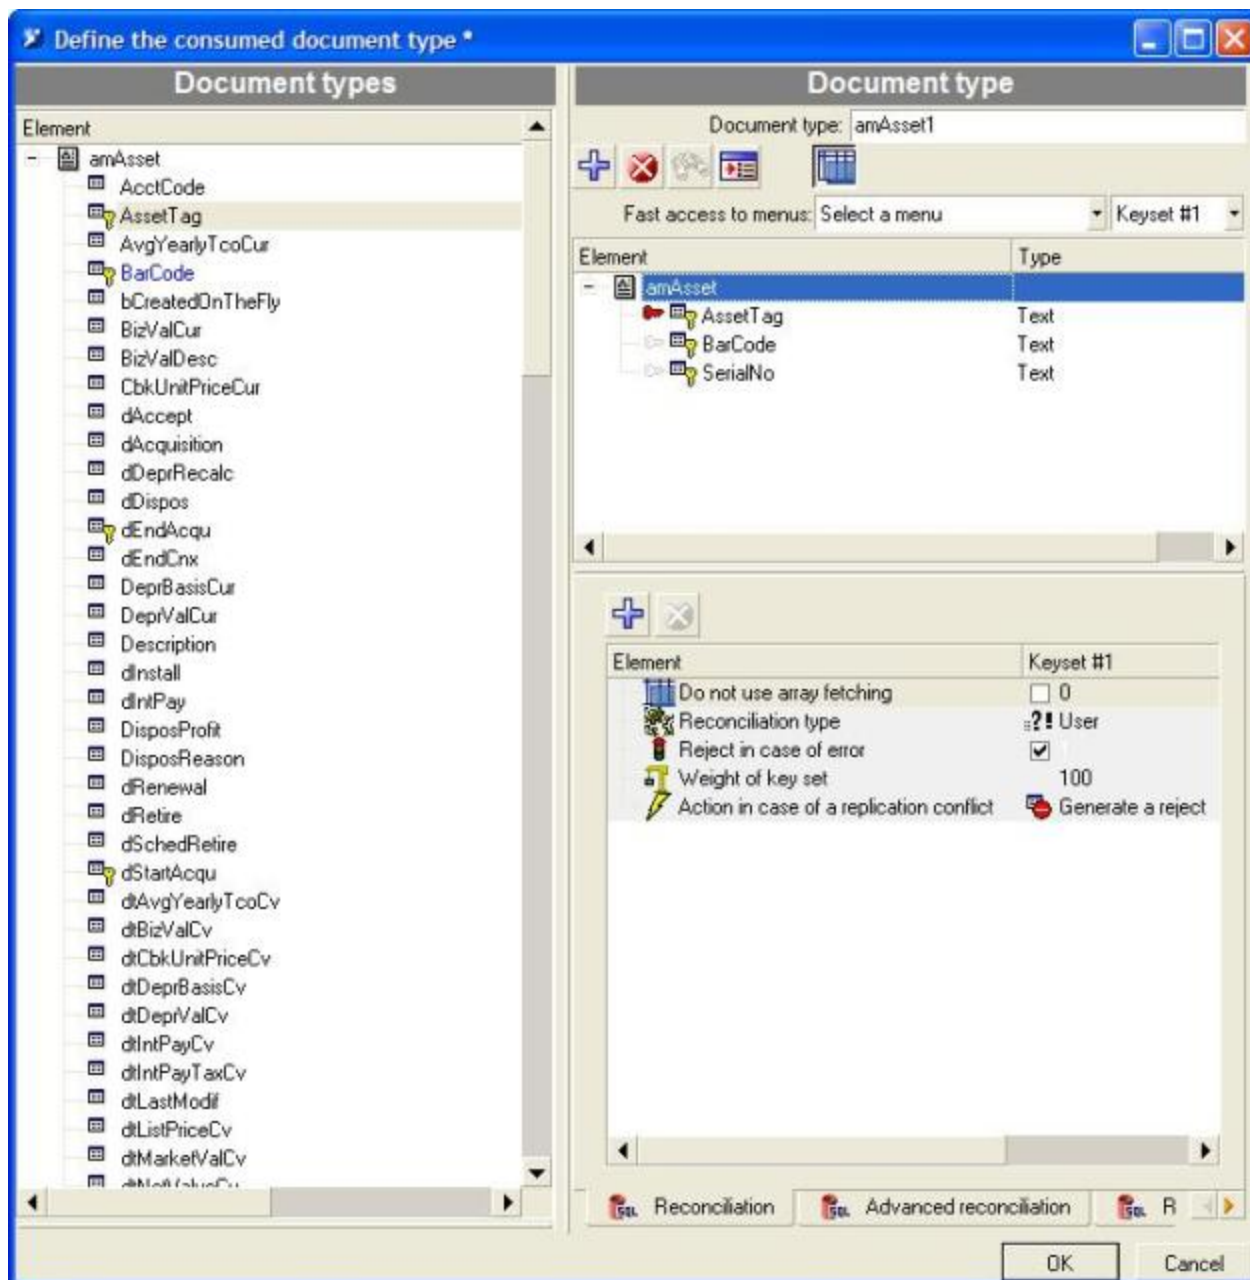 Define the consumed document type *
Document types
Element
amAsset
AcctCode
AssetTag
AvgYearlyTcoCur
BarCode
bCreatedOnTheFly
BizValCur
BizValDesc
CbkUnitPriceCur
dAccept
dAcquisition
dDeprRecalc
dDispos
dEndAcqu
dEndCnx
DeprBasisCur
DeprValCur
Description
dInstall
dIntPay
DisposProfit
DisposReason
dRenewal
dRetire
dSchedRetire
dStartAcqu
dtAvgYearlyTcoCv
dtBizValCv
dtCbkUnitPriceCv
dtDeprBasisCv
dtDeprValCv
dtIntPayCv
dtIntPayTaxCv
dtLastModif
dtListPriceCv
dtMarketValCv
Document type
Document type: amAsset1
Fast access to menus: Select a menu Keyset #1
Element Type
amAsset
AssetTag Text
BarCode Text
SerialNo Text
Element Keyset #1
Do not use array fetching 0
Reconciliation type ?! User
Reject in case of error
Weight of key set 100
Action in case of a replication conflict Generate a reject
SQL Reconciliation SQL Advanced reconciliation SQL R
OK Cancel